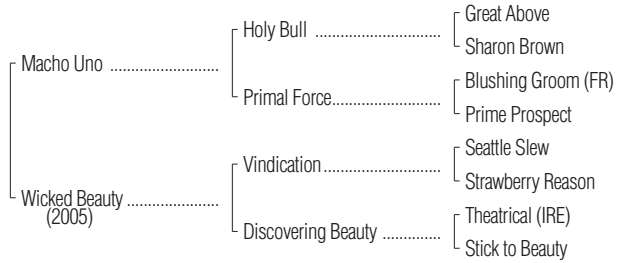 Great Above
Holy Bull ......................
Sharon Brown
Macho Uno ......................
Blushing Groom (FR)
Primal Force......................
Prime Prospect
Seattle Slew
Vindication......................
Strawberry Reason
Wicked Beauty ..................
(2005)
Theatrical (IRE)
Discovering Beauty ............
Stick to Beauty